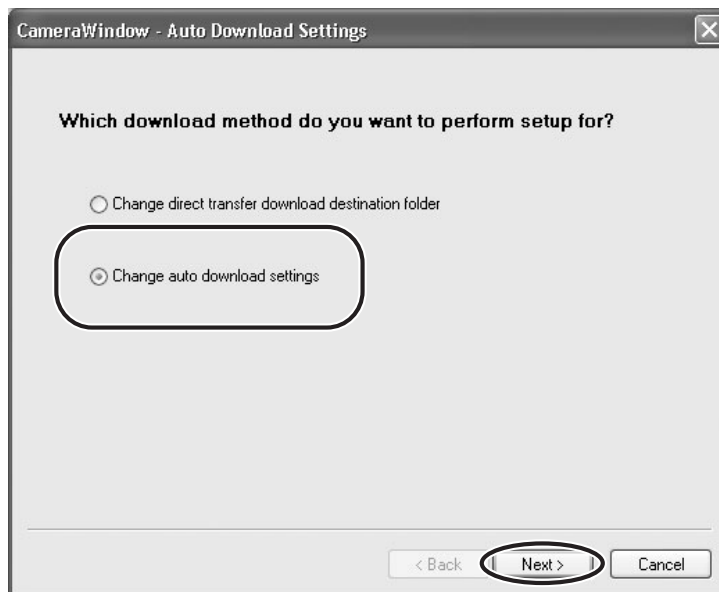 CameraWindow - Auto Download Settings
Which download method do you want to perform setup for?
Change direct transfer download destination folder
Change auto download settings
< Back Next > Cancel